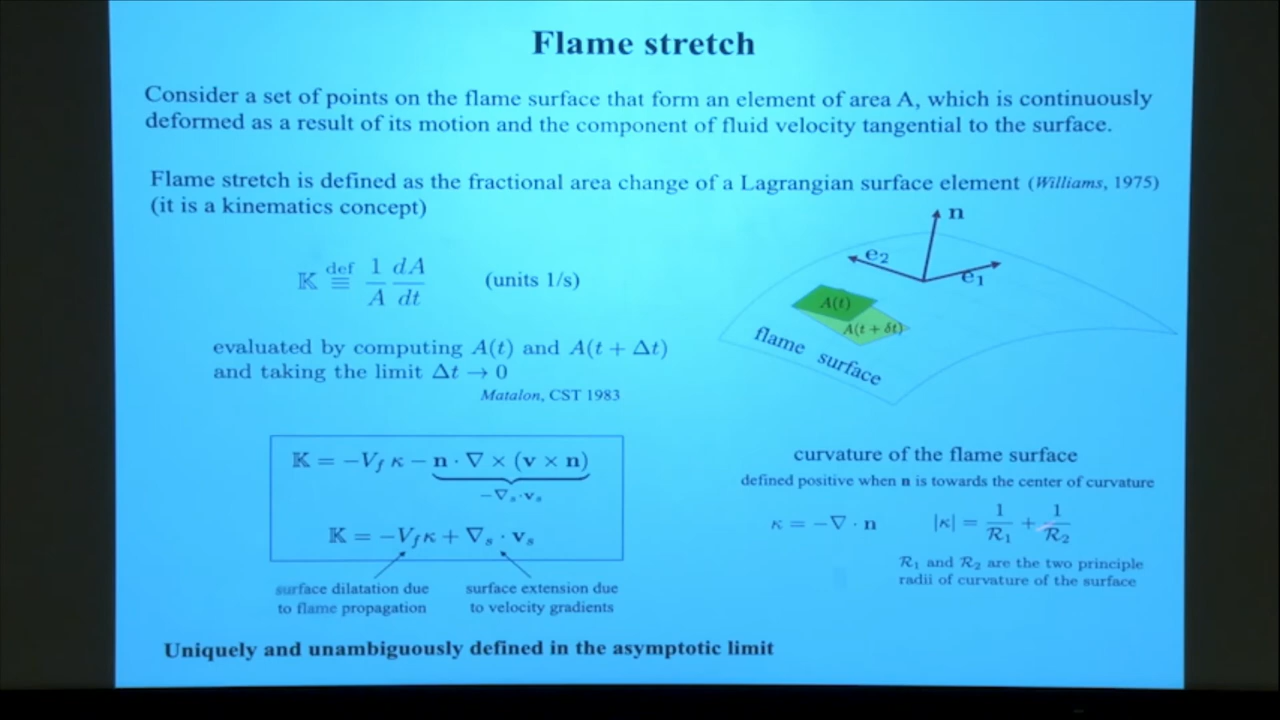 Flame stretch
Consider a set of points on the flame surface that form an element of area A, which is continuously
deformed as a result of its motion and the component of fluid velocity tangential to the surface.
Flame stretch is defined as the fractional area change of a Lagrangian surface element (Williams, 1975)
(it is a kinematics concept)
n
e₂
e₁
A(t)
A(t + δt)
flame surface
𝕂 def≡ 1/A dA/dt (units 1/s)
evaluated by computing A(t) and A(t + Δt)
and taking the limit Δt → 0
Matalon, CST 1983
𝕂 = −V_f κ − n · ∇ × (v × n)
−∇ₛ·vₛ
𝕂 = −V_f κ + ∇ₛ · vₛ
surface dilatation due
to flame propagation
surface extension due
to velocity gradients
curvature of the flame surface
defined positive when n is towards the center of curvature
κ = −∇ · n |κ| = 1/ℛ₁ + 1/ℛ₂
ℛ₁ and ℛ₂ are the two principle
radii of curvature of the surface
Uniquely and unambiguously defined in the asymptotic limit